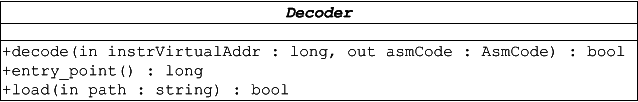 Decoder
+decode(in instrVirtualAddr : long, out asmCode : AsmCode) : bool
+entry_point() : long
+load(in path : string) : bool